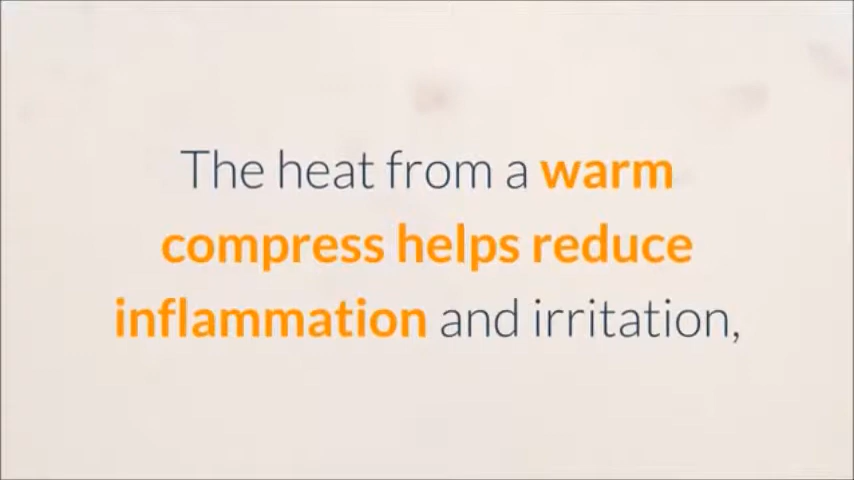 The heat from a warm
compress helps reduce
inflammation and irritation,